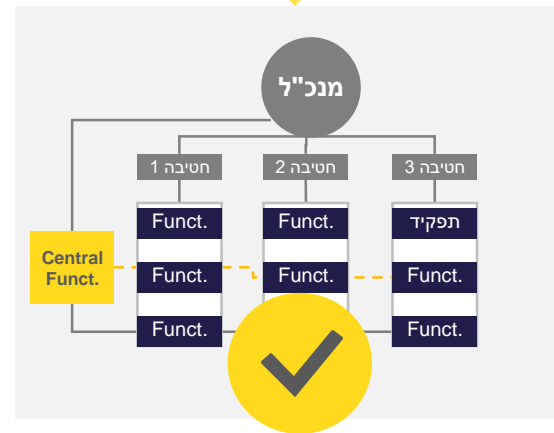 מנכ"ל
חטיבה 1
חטיבה 2
חטיבה 3
Funct.
Funct.
תפקיד
Central
Funct.
Funct.
Funct.
Funct.
Funct.
Funct.